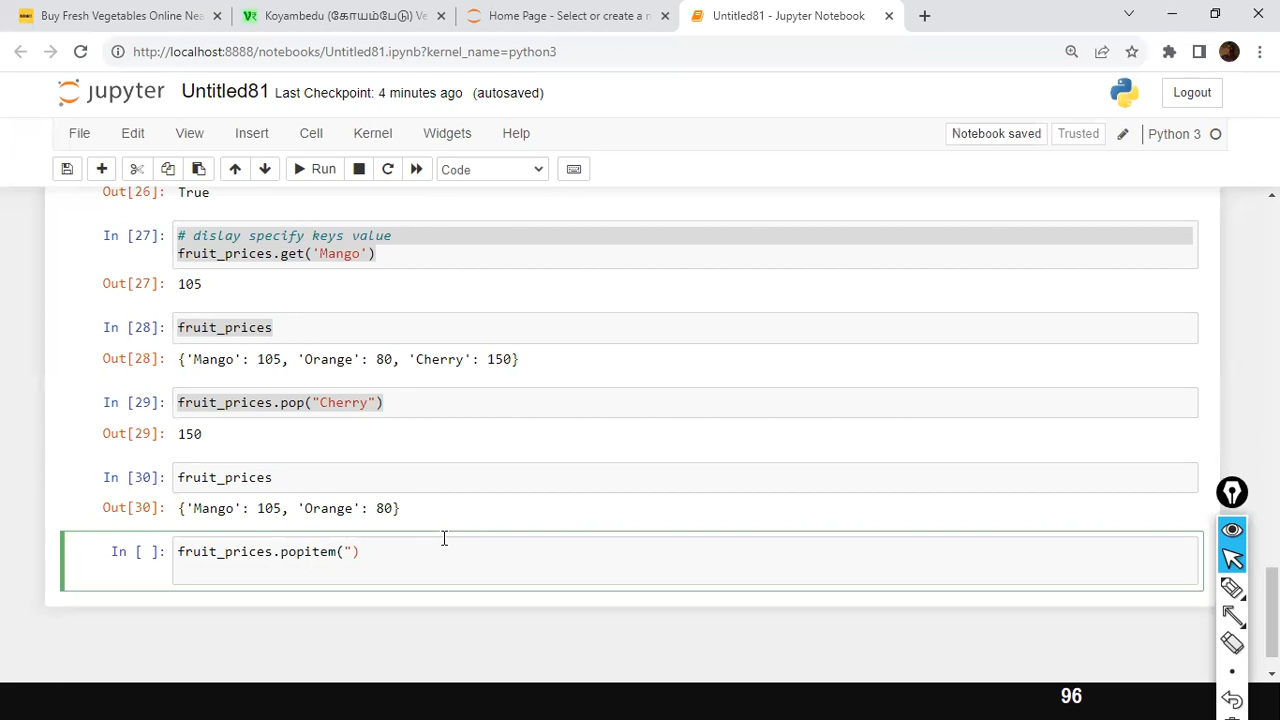 Buy Fresh Vegetables Online Nea
Koyambedu (கோயம்பேடு) V
Home Page - Select or create a n
Untitled81 - Jupyter Notebook
http://localhost:8888/notebooks/Untitled81.ipynb?kernel_name=python3
jupyter Untitled81 Last Checkpoint: 4 minutes ago (autosaved)
Logout
File Edit View Insert Cell Kernel Widgets Help
Notebook saved Trusted Python 3
Run Code
Out[26]: True
In [27]: # dislay specify keys value
fruit_prices.get('Mango')
Out[27]: 105
In [28]: fruit_prices
Out[28]: {'Mango': 105, 'Orange': 80, 'Cherry': 150}
In [29]: fruit_prices.pop("Cherry")
Out[29]: 150
In [30]: fruit_prices
Out[30]: {'Mango': 105, 'Orange': 80}
In [ ]: fruit_prices.popitem(")
96